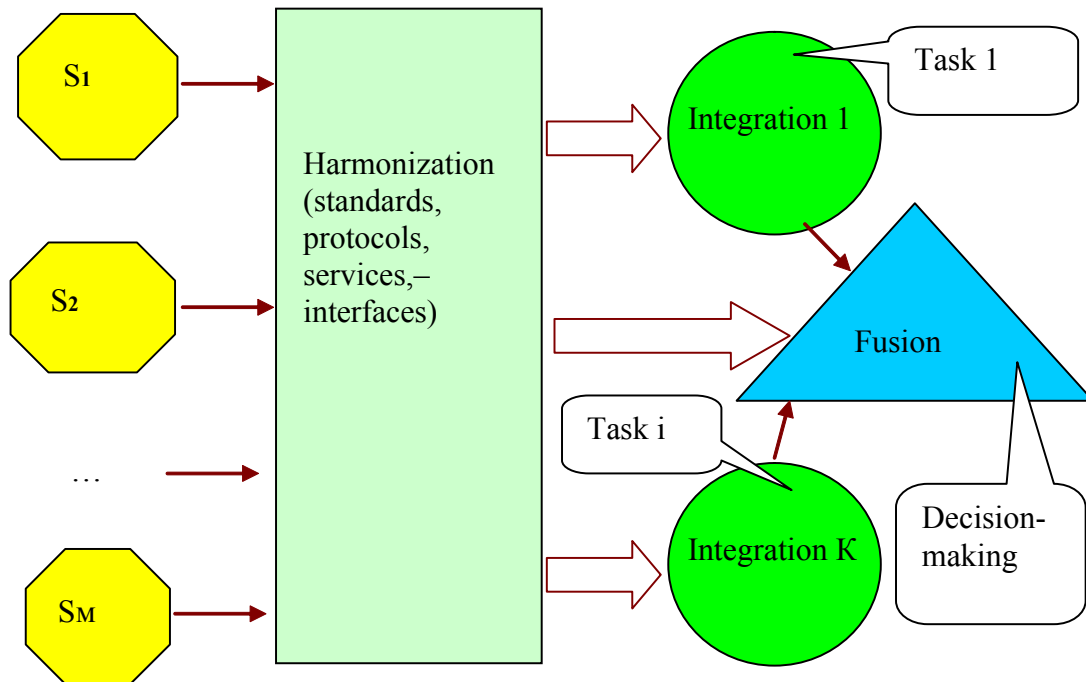 S1
S2
…
SM
Harmonization
(standards,
protocols,
services,–
interfaces)
Integration 1
Task 1
Fusion
Task i
Integration K
Decision-
making